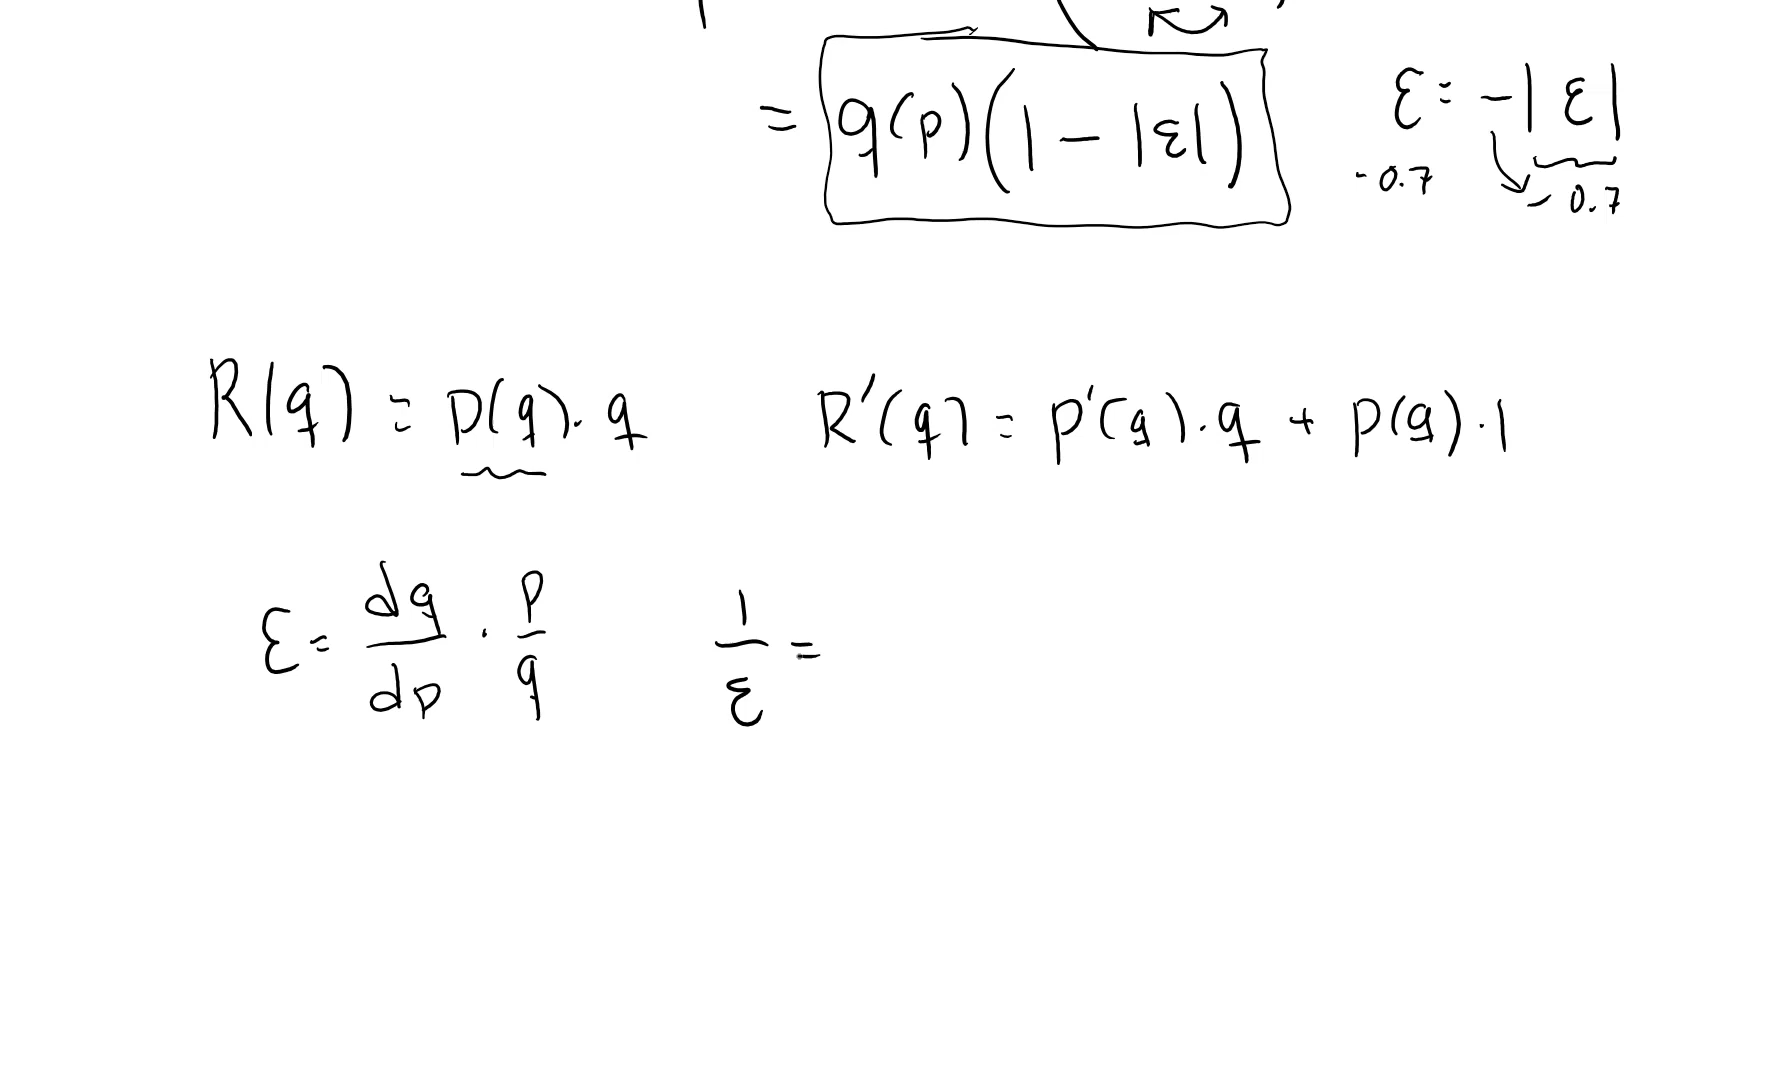 = q(p)(1 - |ε|) ε = -|ε|
-0.7 - 0.7
R(q) = p(q) · q R'(q) = p'(q) · q + p(q) · 1
ε = dq/dp · p/q 1/ε =